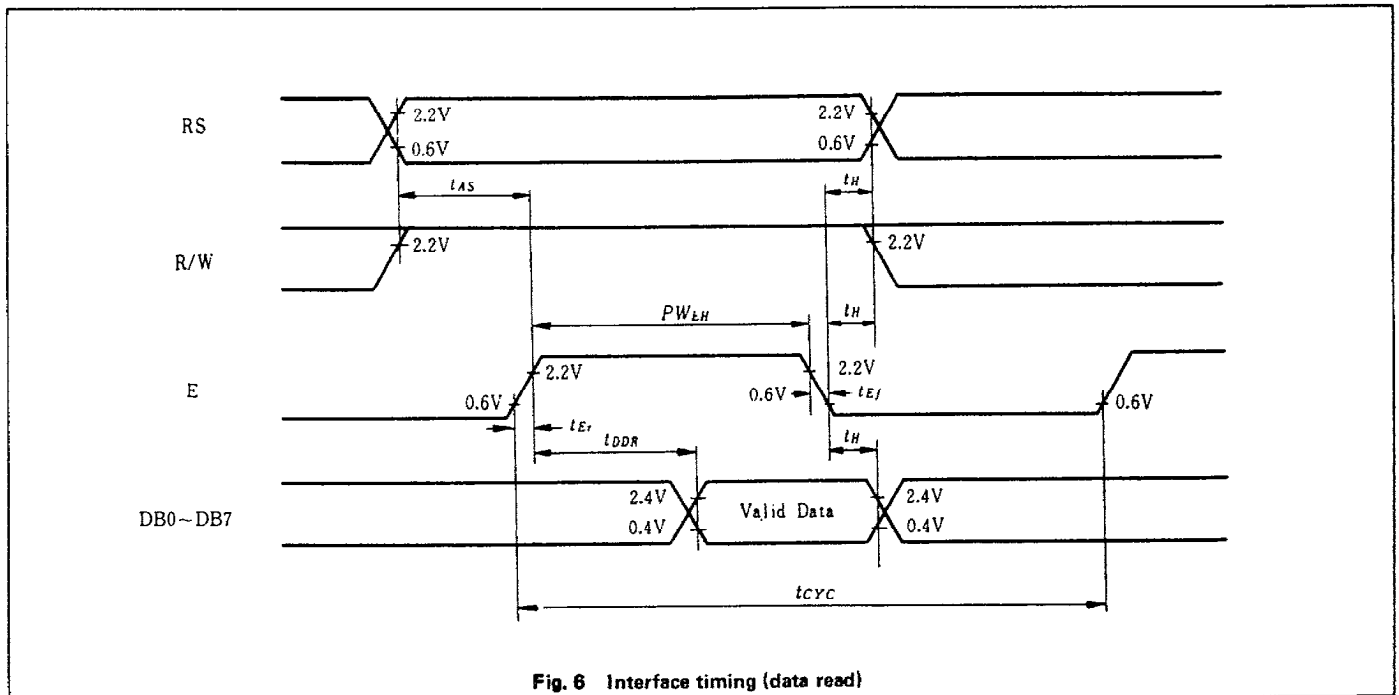 RS
2.2V
0.6V
2.2V
0.6V
tAS
tH
R/W
2.2V
2.2V
PWEH
tH
E
2.2V
0.6V
2.2V
0.6V
tEf
0.6V
tEr
tDDR
tH
DB0~DB7
2.4V
0.4V
Valid Data
2.4V
0.4V
tCYC
Fig. 6 Interface timing (data read)